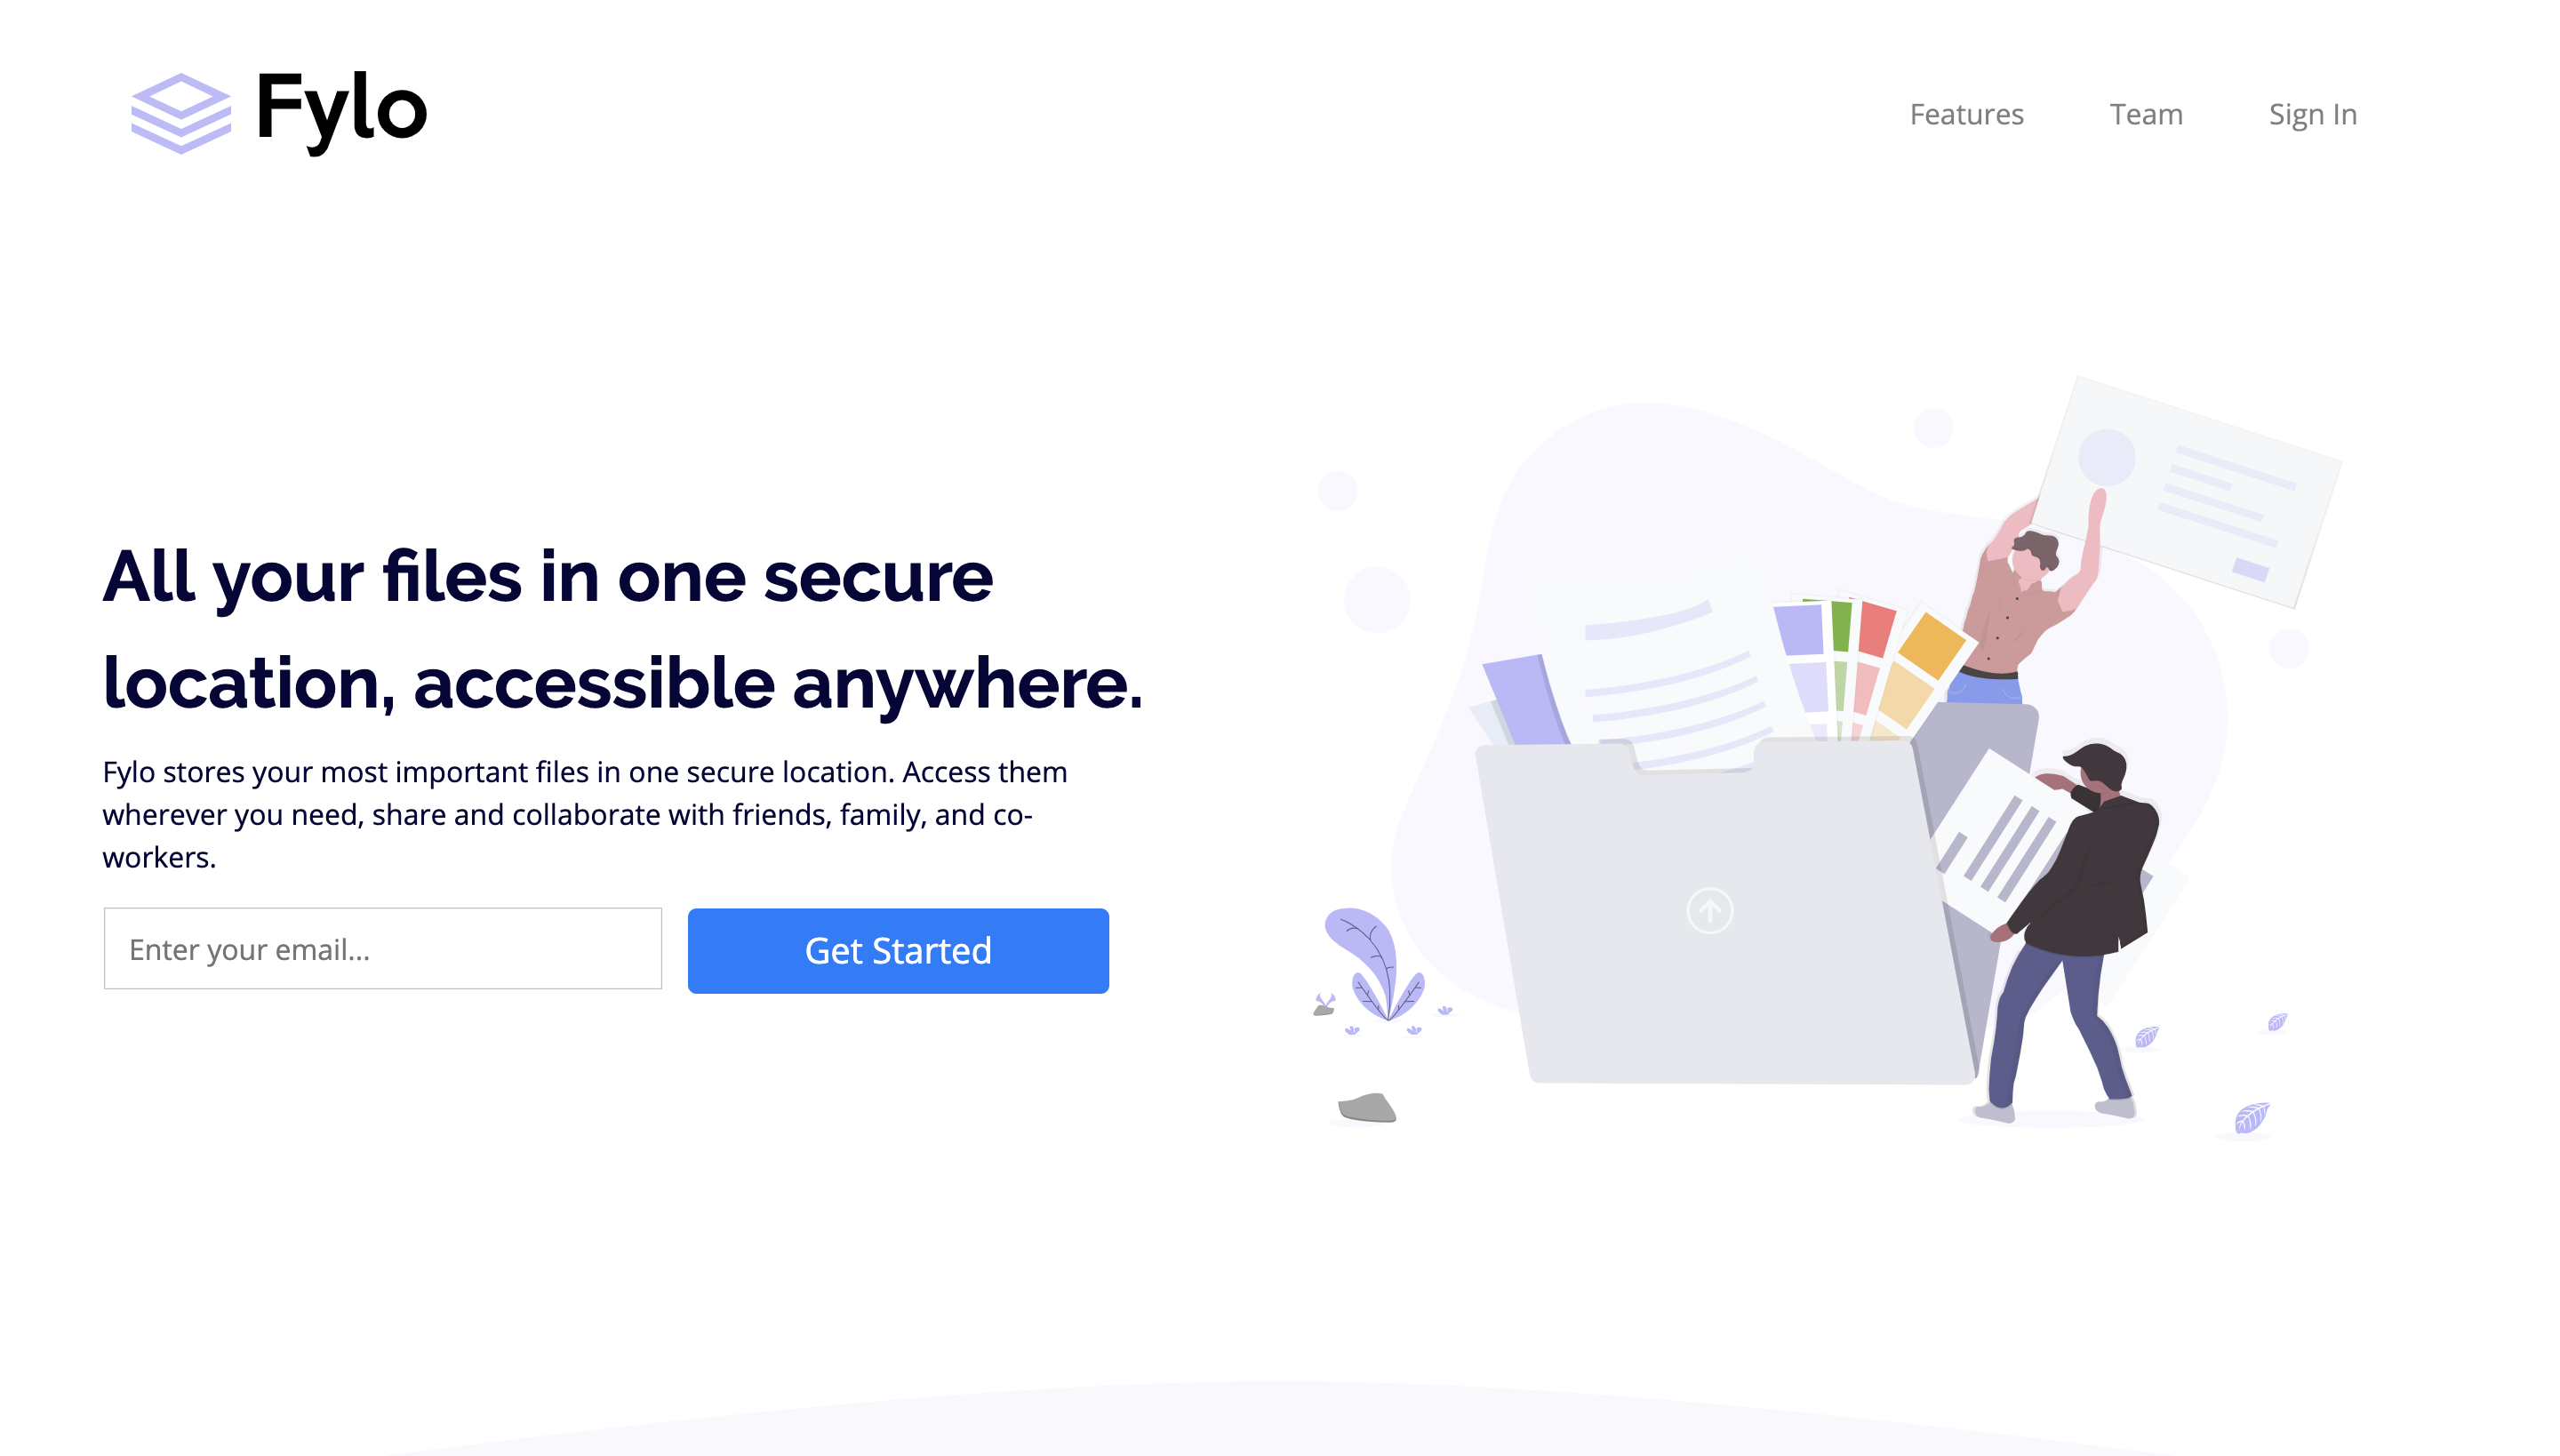 Fylo
Features
Team
Sign In
All your files in one secure
location, accessible anywhere.
Fylo stores your most important files in one secure location. Access them
wherever you need, share and collaborate with friends, family, and co-
workers.
Enter your email...
Get Started